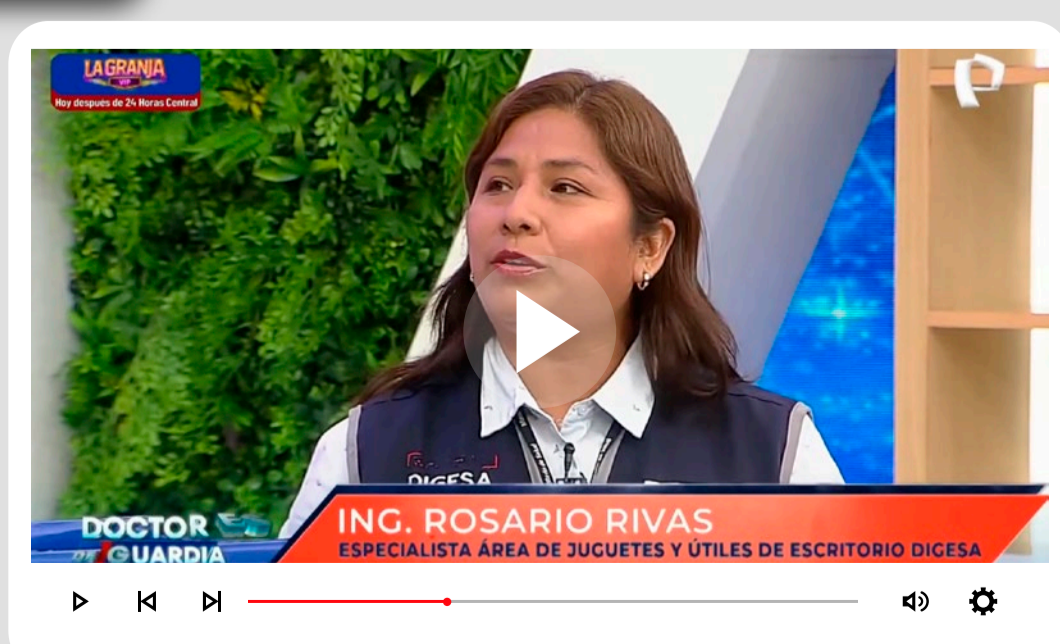 LA GRANJA
VIP
Hoy después de 24 Horas Central
DIGESA
DOCTOR
DE GUARDIA
ING. ROSARIO RIVAS
ESPECIALISTA ÁREA DE JUGUETES Y ÚTILES DE ESCRITORIO DIGESA